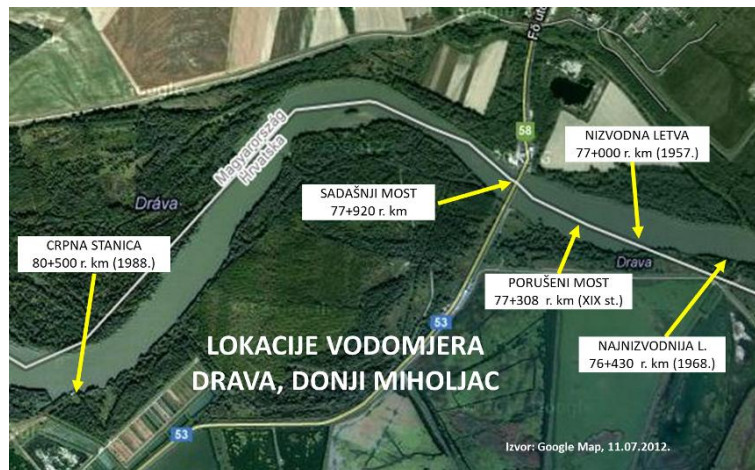 Fő utca
58
Magyarország
Hrvatska
NIZVODNA LETVA
77+000 r. km (1957.)
SADAŠNJI MOST
77+920 r. km
Dráva
CRPNA STANICA
80+500 r. km (1988.)
Drava
PORUŠENI MOST
77+308 r. km (XIX st.)
53
LOKACIJE VODOMJERA
DRAVA, DONJI MIHOLJAC
NAJNIZVODNIJA L.
76+430 r. km (1968.)
53
Izvor: Google Map, 11.07.2012.